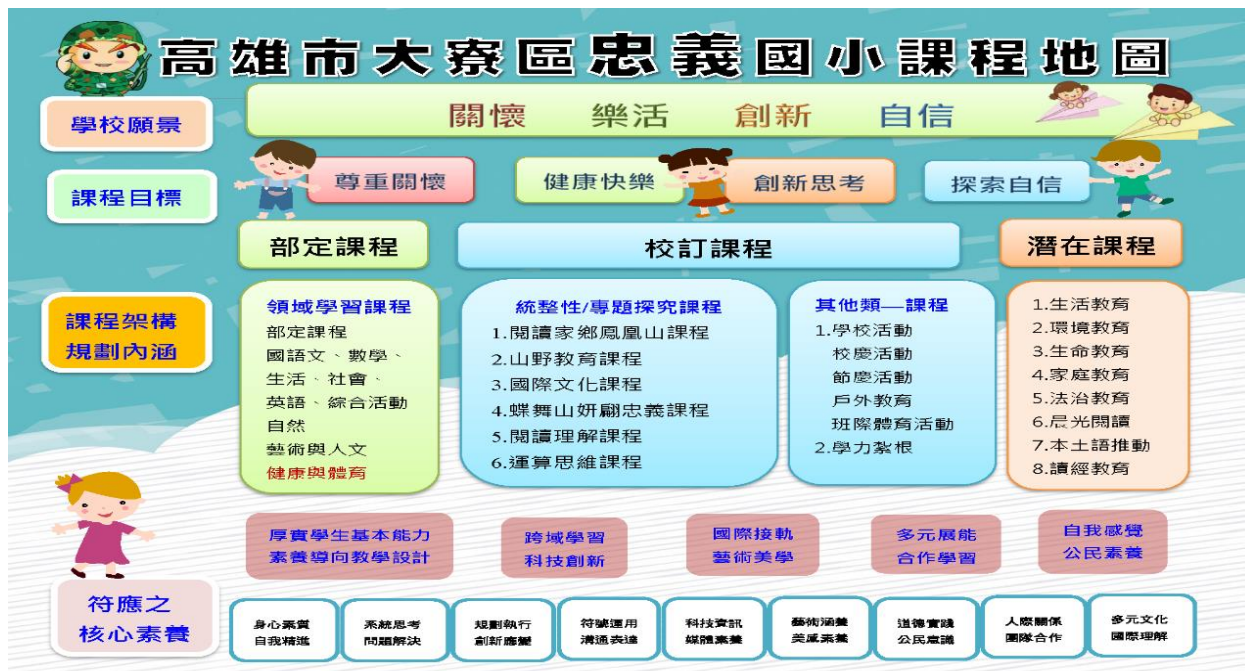 高雄市大寮區忠義國小課程地圖
學校願景
關懷 樂活 創新 自信
課程目標
尊重關懷
健康快樂
創新思考
探索自信
部定課程
校訂課程
潛在課程
課程架構
規劃內涵
領域學習課程
部定課程
國語文、數學、
生活、社會、
英語、綜合活動
自然
藝術與人文
健康與體育
統整性/專題探究課程
1.閱讀家鄉鳳凰山課程
2.山野教育課程
3.國際文化課程
4.蝶舞山妍翩忠義課程
5.閱讀理解課程
6.運算思維課程
其他類—課程
1.學校活動
校慶活動
節慶活動
戶外教育
班際體育活動
2.學力紮根
1.生活教育
2.環境教育
3.生命教育
4.家庭教育
5.法治教育
6.晨光閱讀
7.本土語推動
8.讀經教育
厚實學生基本能力
素養導向教學設計
跨域學習
科技創新
國際接軌
藝術美學
多元展能
合作學習
自我感覺
公民素養
符應之
核心素養
身心素質
自我精進
系統思考
問題解決
規劃執行
創新應變
符號運用
溝通表達
科技資訊
媒體素養
藝術涵養
美感素養
道德實踐
公民意識
人際關係
團隊合作
多元文化
國際理解